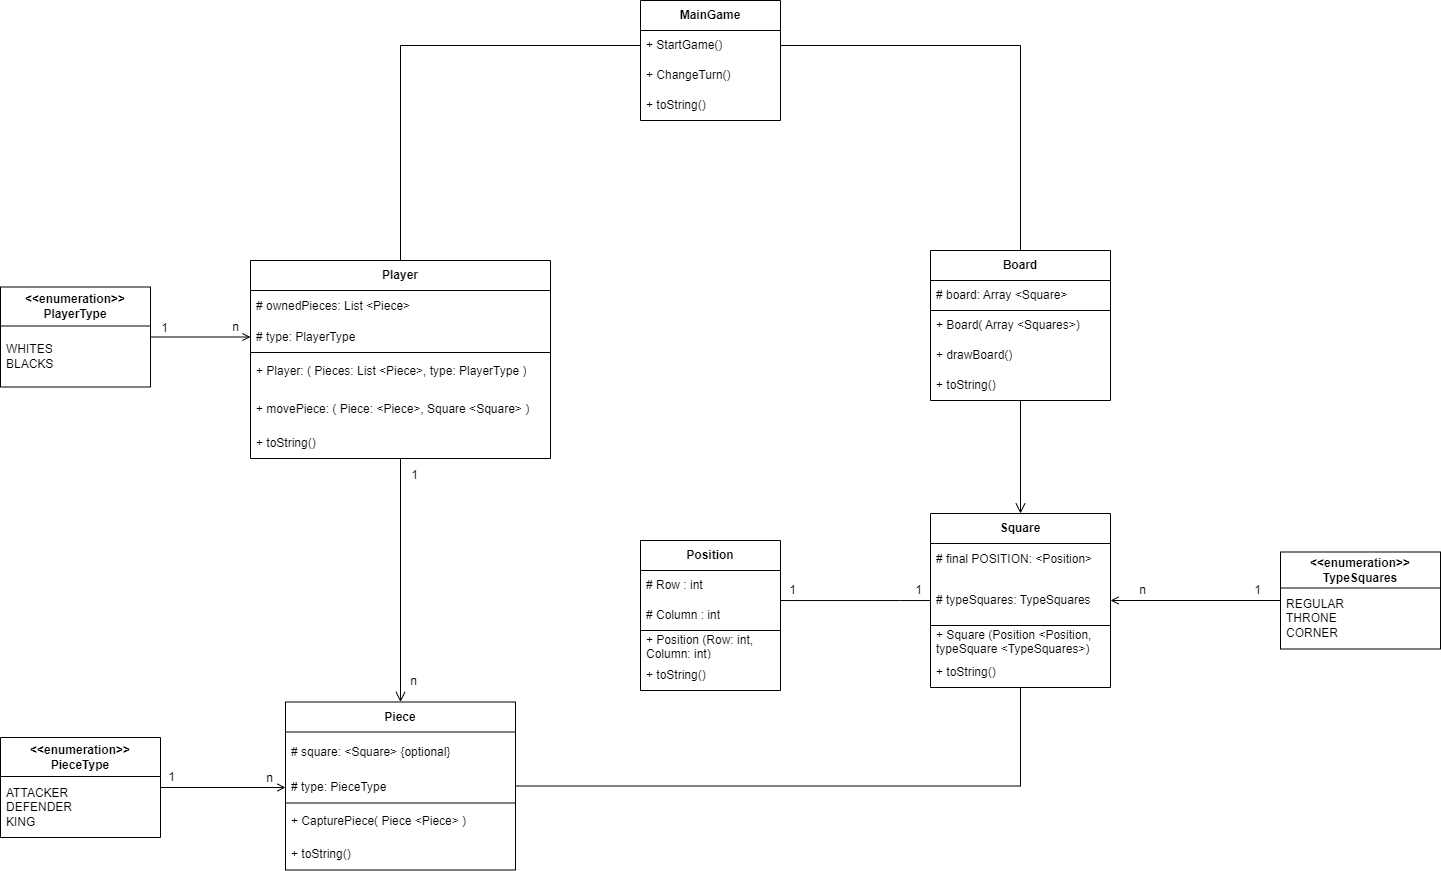 MainGame
+ StartGame()
+ ChangeTurn()
+ toString()
Player
# ownedPieces: List <Piece>
# type: PlayerType
+ Player: ( Pieces: List <Piece>, type: PlayerType )
+ movePiece: ( Piece: <Piece>, Square <Square> )
+ toString()
<<enumeration>>
PlayerType
WHITES
BLACKS
1
n
Board
# board: Array <Square>
+ Board( Array <Squares>)
+ drawBoard()
+ toString()
1
n
Position
# Row : int
# Column : int
+ Position (Row: int,
Column: int)
+ toString()
1
1
Square
# final POSITION: <Position>
# typeSquares: TypeSquares
+ Square (Position <Position,
typeSquare <TypeSquares>)
+ toString()
n
1
<<enumeration>>
TypeSquares
REGULAR
THRONE
CORNER
<<enumeration>>
PieceType
ATTACKER
DEFENDER
KING
1
n
Piece
# square: <Square> {optional}
# type: PieceType
+ CapturePiece( Piece <Piece> )
+ toString()